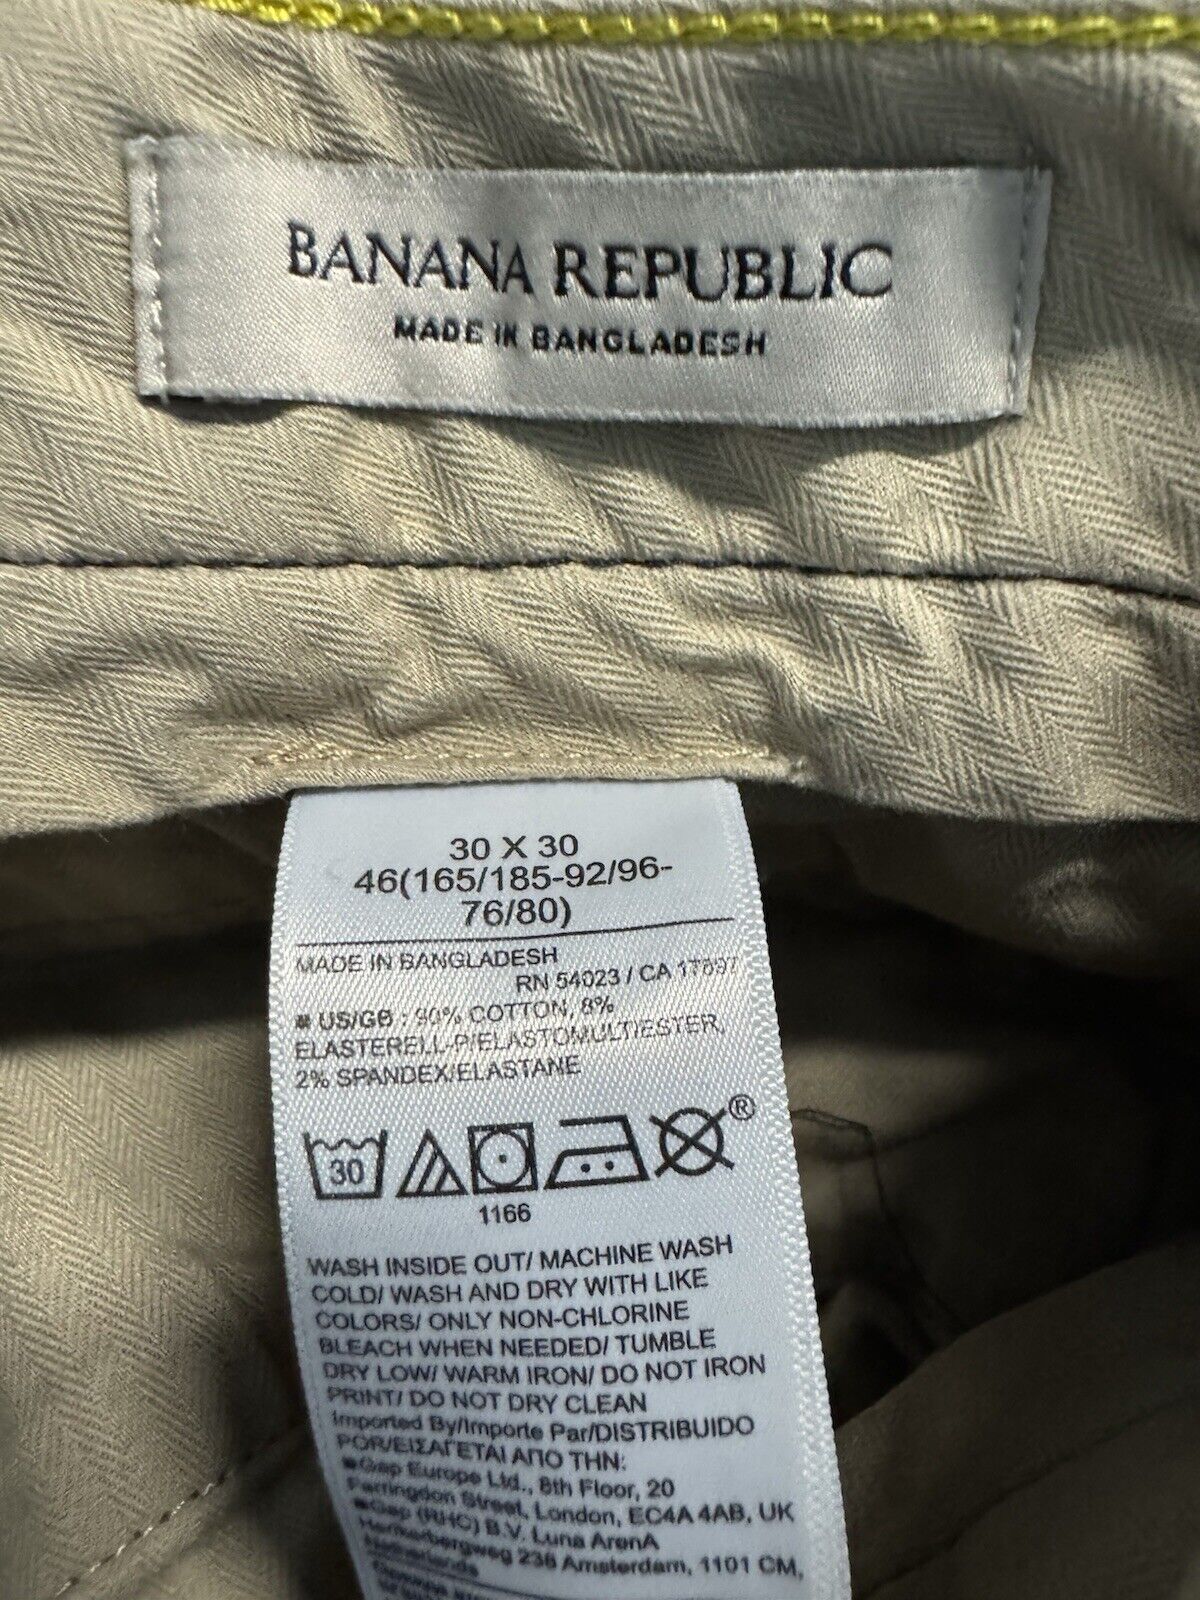 BANANA REPUBLIC
MADE IN BANGLADESH
30 X 30
46(165/185-92/96-
76/80)
MADE IN BANGLADESH
RN 54023 / CA 17897
US/GB : 90% COTTON, 8%
ELASTERELL-P/ELASTOMULTIESTER,
2% SPANDEX/ELASTANE
30
®
1166
WASH INSIDE OUT/ MACHINE WASH
COLD/ WASH AND DRY WITH LIKE
COLORS/ ONLY NON-CHLORINE
BLEACH WHEN NEEDED/ TUMBLE
DRY LOW/ WARM IRON/ DO NOT IRON
PRINT/ DO NOT DRY CLEAN
Imported By/Importe Par/DISTRIBUIDO
POR/ΕΙΣΑΓΕΤΑΙ ΑΠΟ ΤΗΝ:
Gap Europe Ltd., 8th Floor, 20
Farringdon Street, London, EC4A 4AB, UK
Gap (RHC) B.V. Luna ArenA
Herikerbergweg 238 Amsterdam, 1101 CM,
Netherlands